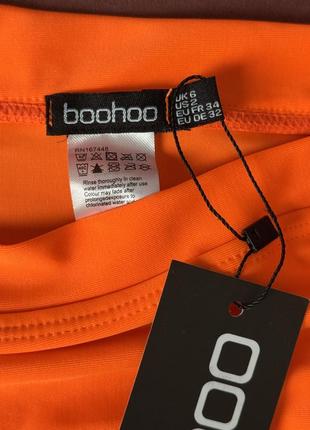 boohoo
UK 6
US 2
EU FR 34
EU DE 32
RN167448
Rinse thoroughly in clean
water immediately after use
Colour may fade after
prolonged exposure to
chlorinated water